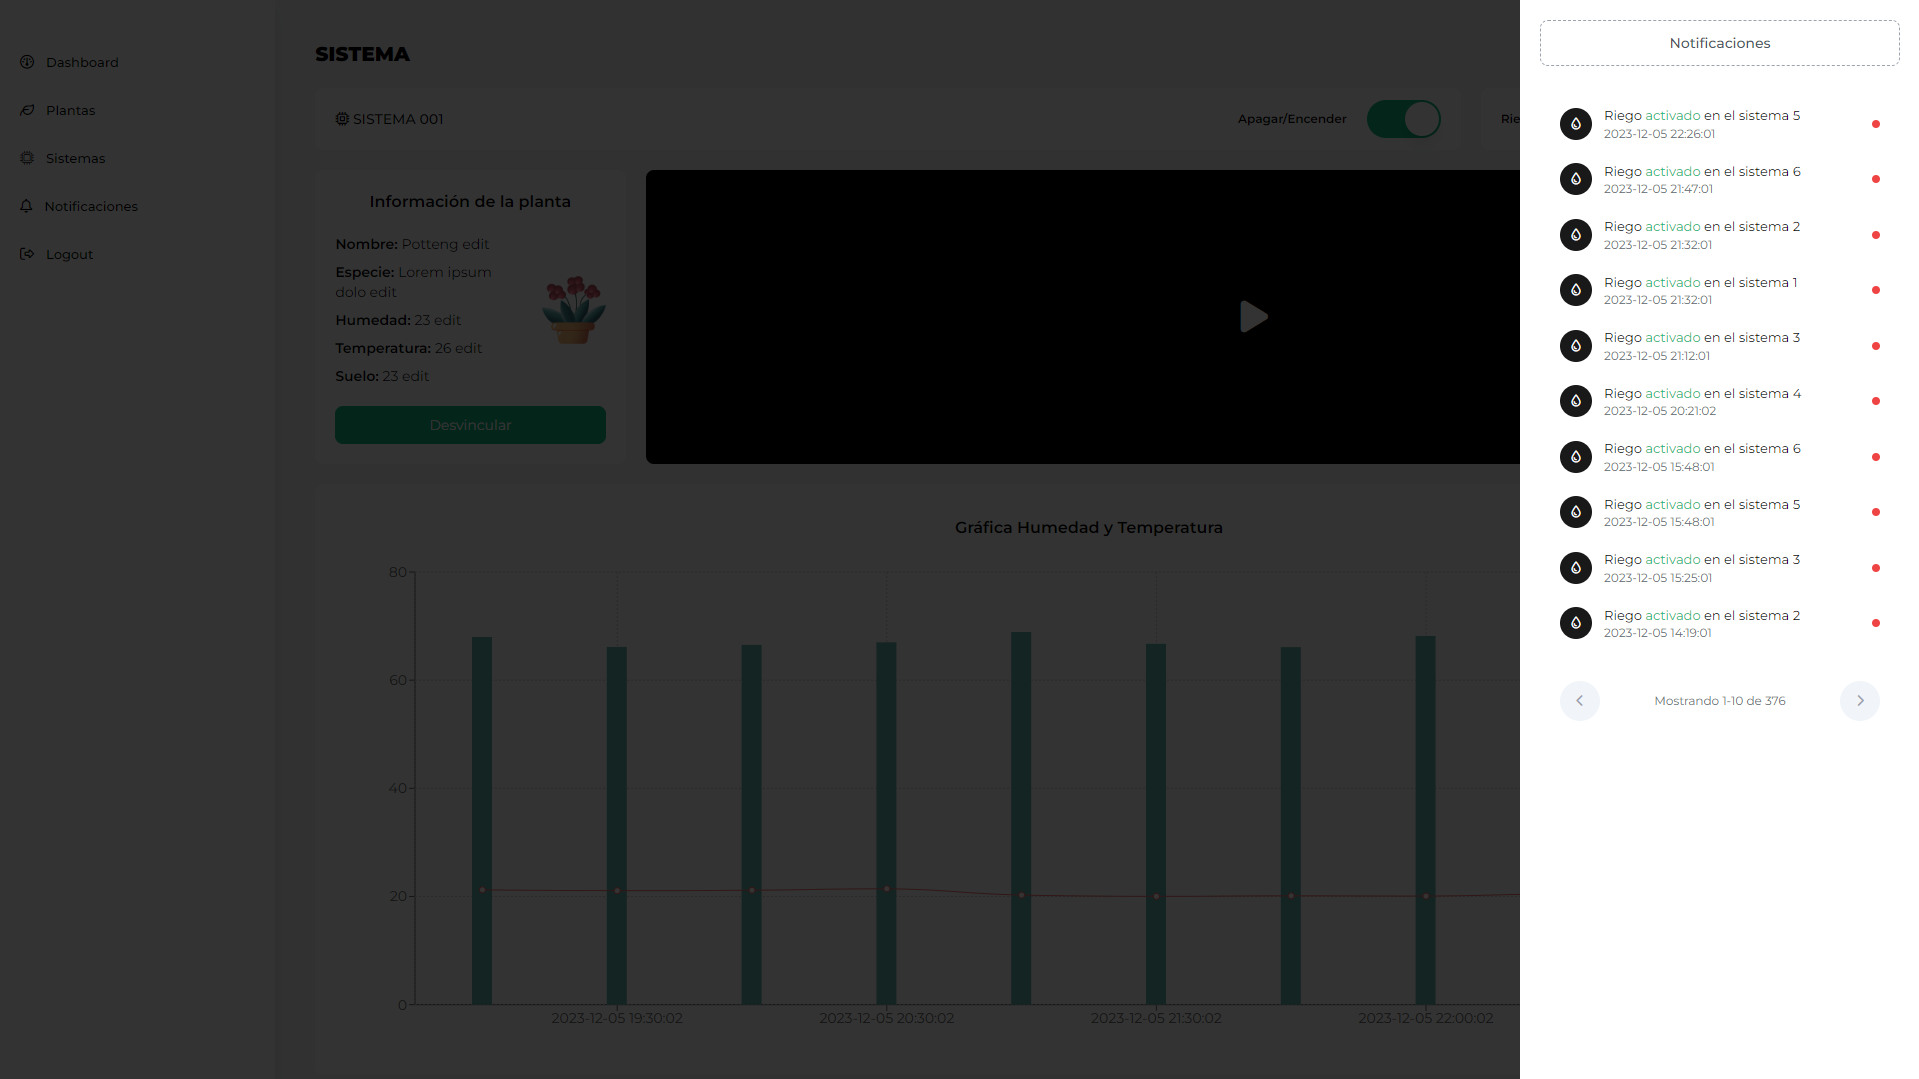 Dashboard
Plantas
Sistemas
Notificaciones
Logout
SISTEMA
SISTEMA 001
Apagar/Encender
Rie
Información de la planta
Nombre: Potteng edit
Especie: Lorem ipsum
dolo edit
Humedad: 23 edit
Temperatura: 26 edit
Suelo: 23 edit
Desvincular
Gráfica Humedad y Temperatura
80
60
40
20
0
2023-12-05 19:30:02
2023-12-05 20:30:02
2023-12-05 21:30:02
2023-12-05 22:00:02
Notificaciones
Riego activado en el sistema 5
2023-12-05 22:26:01
Riego activado en el sistema 6
2023-12-05 21:47:01
Riego activado en el sistema 2
2023-12-05 21:32:01
Riego activado en el sistema 1
2023-12-05 21:32:01
Riego activado en el sistema 3
2023-12-05 21:12:01
Riego activado en el sistema 4
2023-12-05 20:21:02
Riego activado en el sistema 6
2023-12-05 15:48:01
Riego activado en el sistema 5
2023-12-05 15:48:01
Riego activado en el sistema 3
2023-12-05 15:25:01
Riego activado en el sistema 2
2023-12-05 14:19:01
Mostrando 1-10 de 376